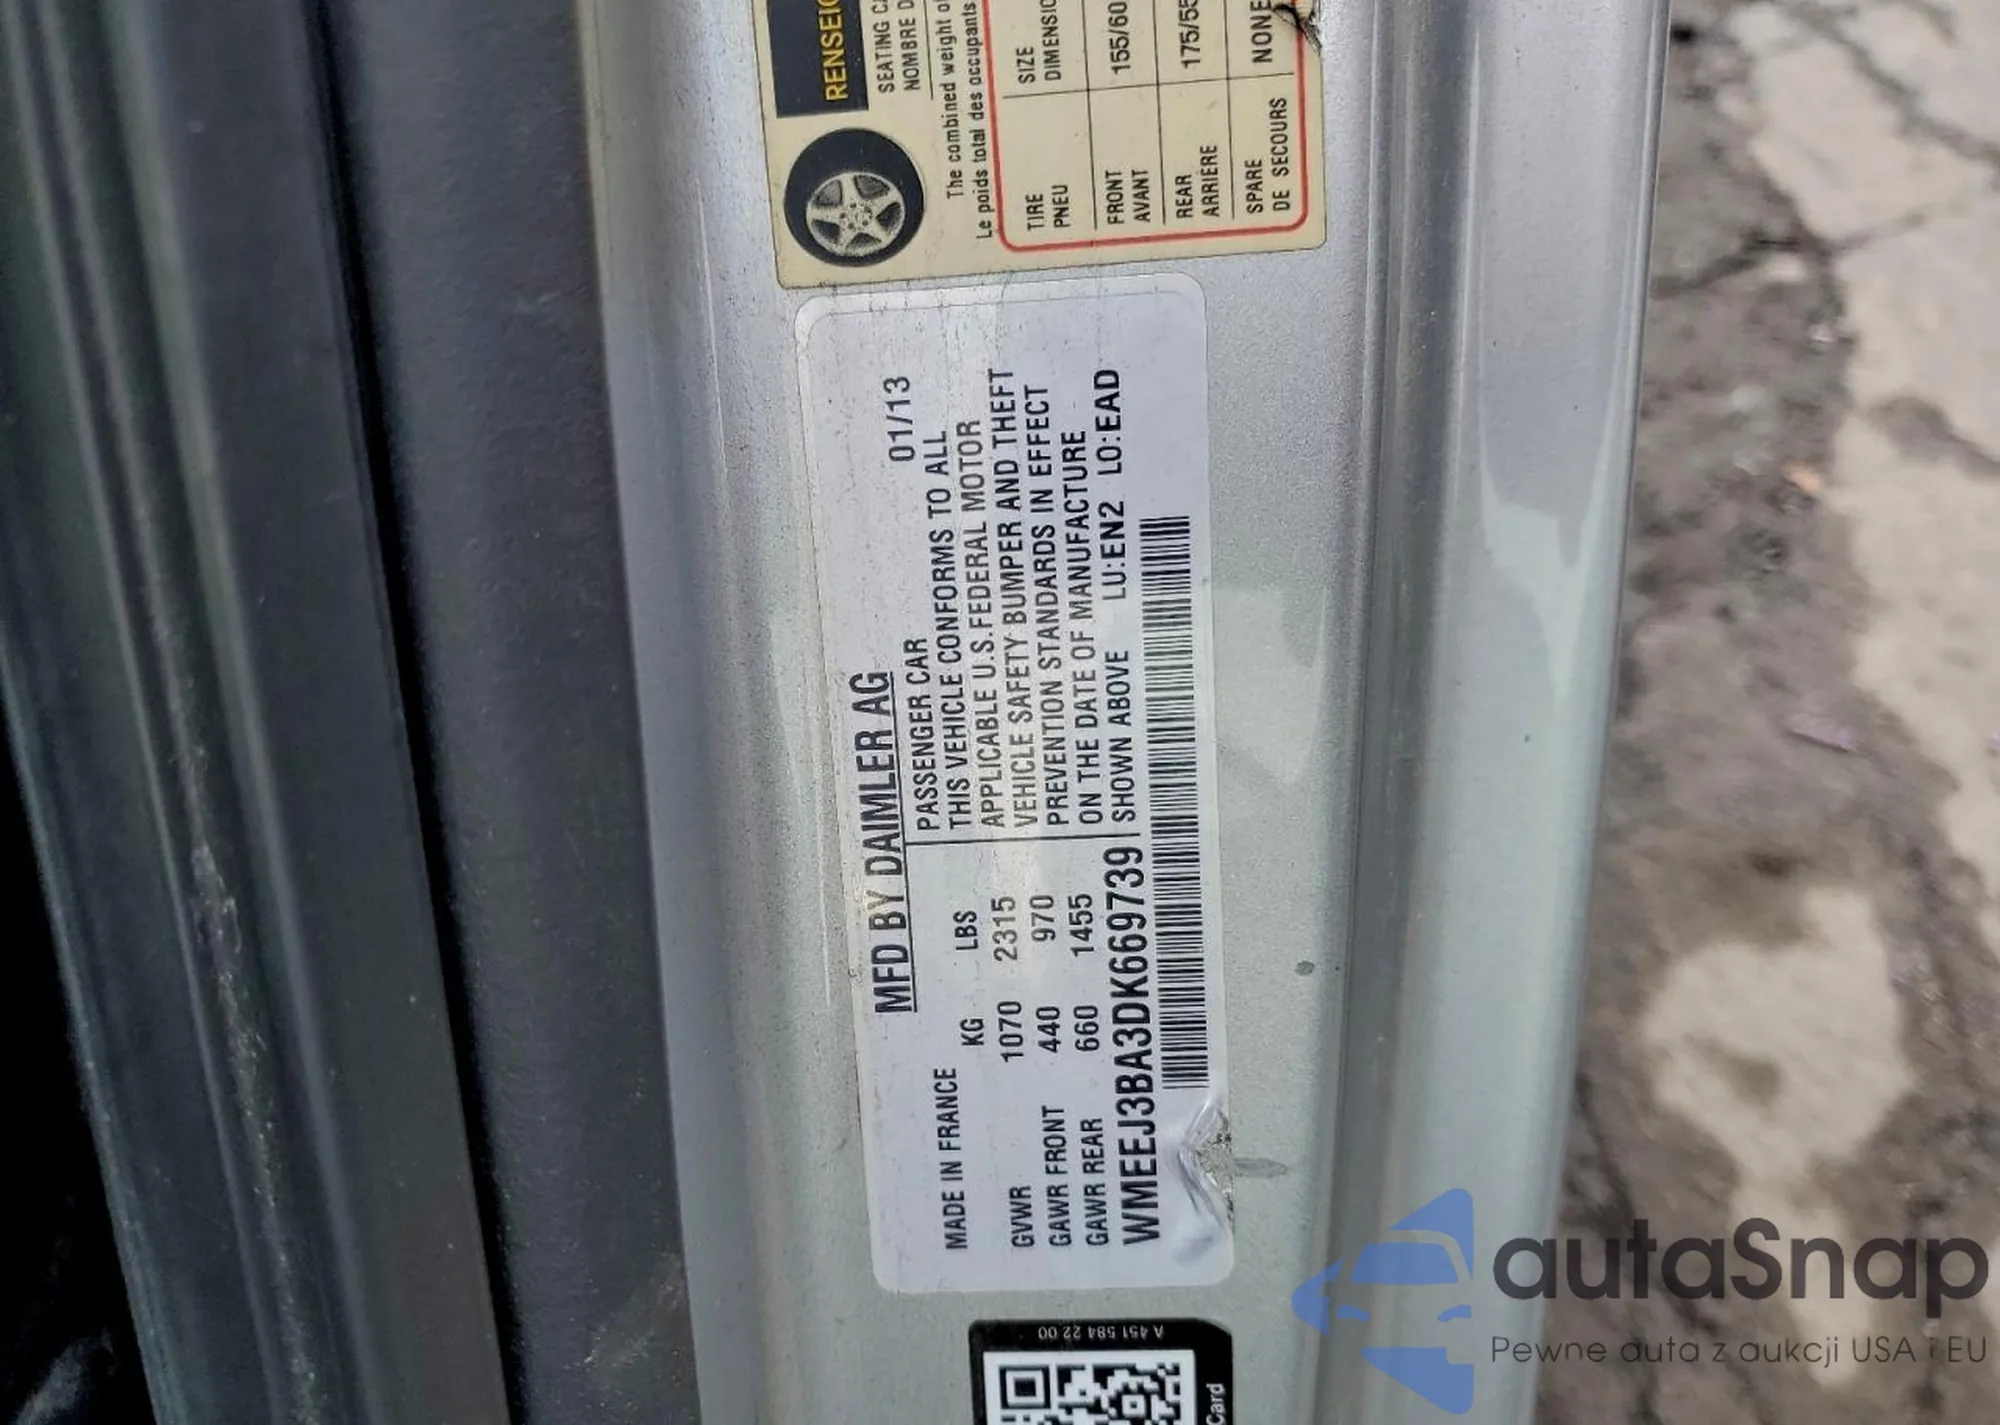 RENSEIG
SEATING CA
NOMBRE D
The combined weight of
Le poids total des occupants
TIRE SIZE
PNEU DIMENSIO
FRONT 155/60
AVANT
REAR 175/55
ARRIÈRE
SPARE NONE
DE SECOURS
MFD BY DAIMLER AG
01/13
MADE IN FRANCE
KG LBS
GVWR 1070 2315
GAWR FRONT 440 970
GAWR REAR 660 1455
PASSENGER CAR
THIS VEHICLE CONFORMS TO ALL
APPLICABLE U.S.FEDERAL MOTOR
VEHICLE SAFETY BUMPER AND THEFT
PREVENTION STANDARDS IN EFFECT
ON THE DATE OF MANUFACTURE
SHOWN ABOVE LU:EN2 LO:EAD
WMEEJ3BA3DK669739
A 451 584 22 00
Card
autaSnap
Pewne auta z aukcji USA i EU